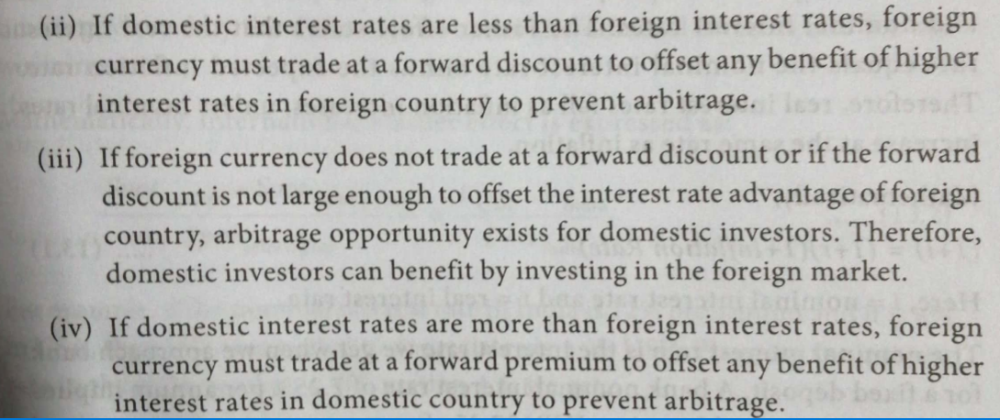 (ii) If domestic interest rates are less than foreign interest rates, foreign
currency must trade at a forward discount to offset any benefit of higher
interest rates in foreign country to prevent arbitrage.
(iii) If foreign currency does not trade at a forward discount or if the forward
discount is not large enough to offset the interest rate advantage of foreign
country, arbitrage opportunity exists for domestic investors. Therefore,
domestic investors can benefit by investing in the foreign market.
(iv) If domestic interest rates are more than foreign interest rates, foreign
currency must trade at a forward premium to offset any benefit of higher
interest rates in domestic country to prevent arbitrage.